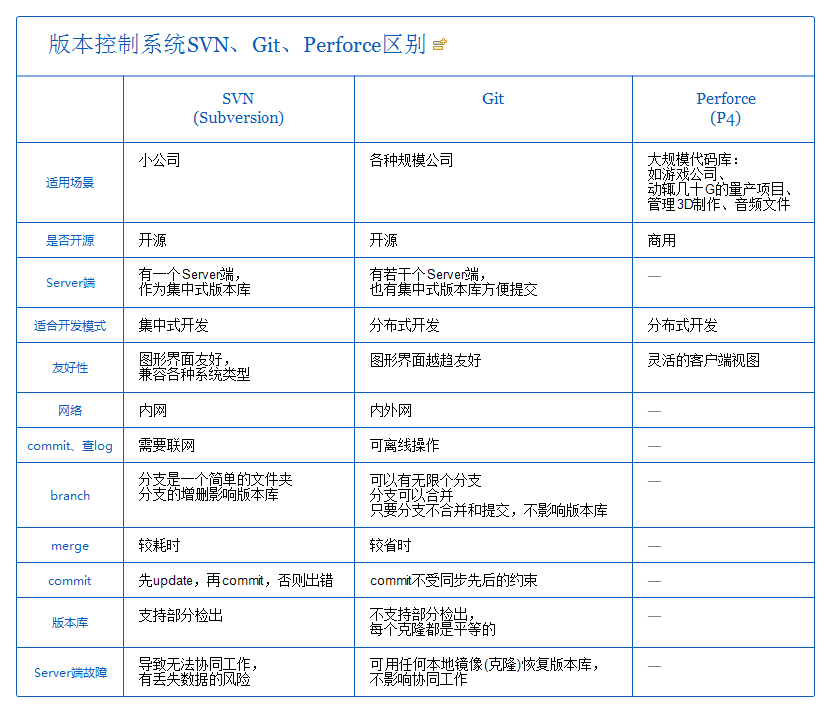 版本控制系统SVN、Git、Perforce区别
SVN
(Subversion)
Git
Perforce
(P4)
适用场景
小公司
各种规模公司
大规模代码库：
如游戏公司、
动辄几十G的量产项目、
管理3D制作、音频文件
是否开源
开源
开源
商用
Server端
有一个Server端，
作为集中式版本库
有若干个Server端，
也有集中式版本库方便提交
—
适合开发模式
集中式开发
分布式开发
分布式开发
友好性
图形界面友好，
兼容各种系统类型
图形界面越趋友好
灵活的客户端视图
网络
内网
内外网
—
commit、查log
需要联网
可离线操作
—
branch
分支是一个简单的文件夹
分支的增删影响版本库
可以有无限个分支
分支可以合并
只要分支不合并和提交，不影响版本库
—
merge
较耗时
较省时
—
commit
先update，再commit，否则出错
commit不受同步先后的约束
—
版本库
支持部分检出
不支持部分检出，
每个克隆都是平等的
—
Server端故障
导致无法协同工作，
有丢失数据的风险
可用任何本地镜像(克隆)恢复版本库，
不影响协同工作
—